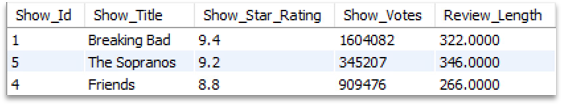 Show_Id Show_Title Show_Star_Rating Show_Votes Review_Length
1 Breaking Bad 9.4 1604082 322.0000
5 The Sopranos 9.2 345207 346.0000
4 Friends 8.8 909476 266.0000